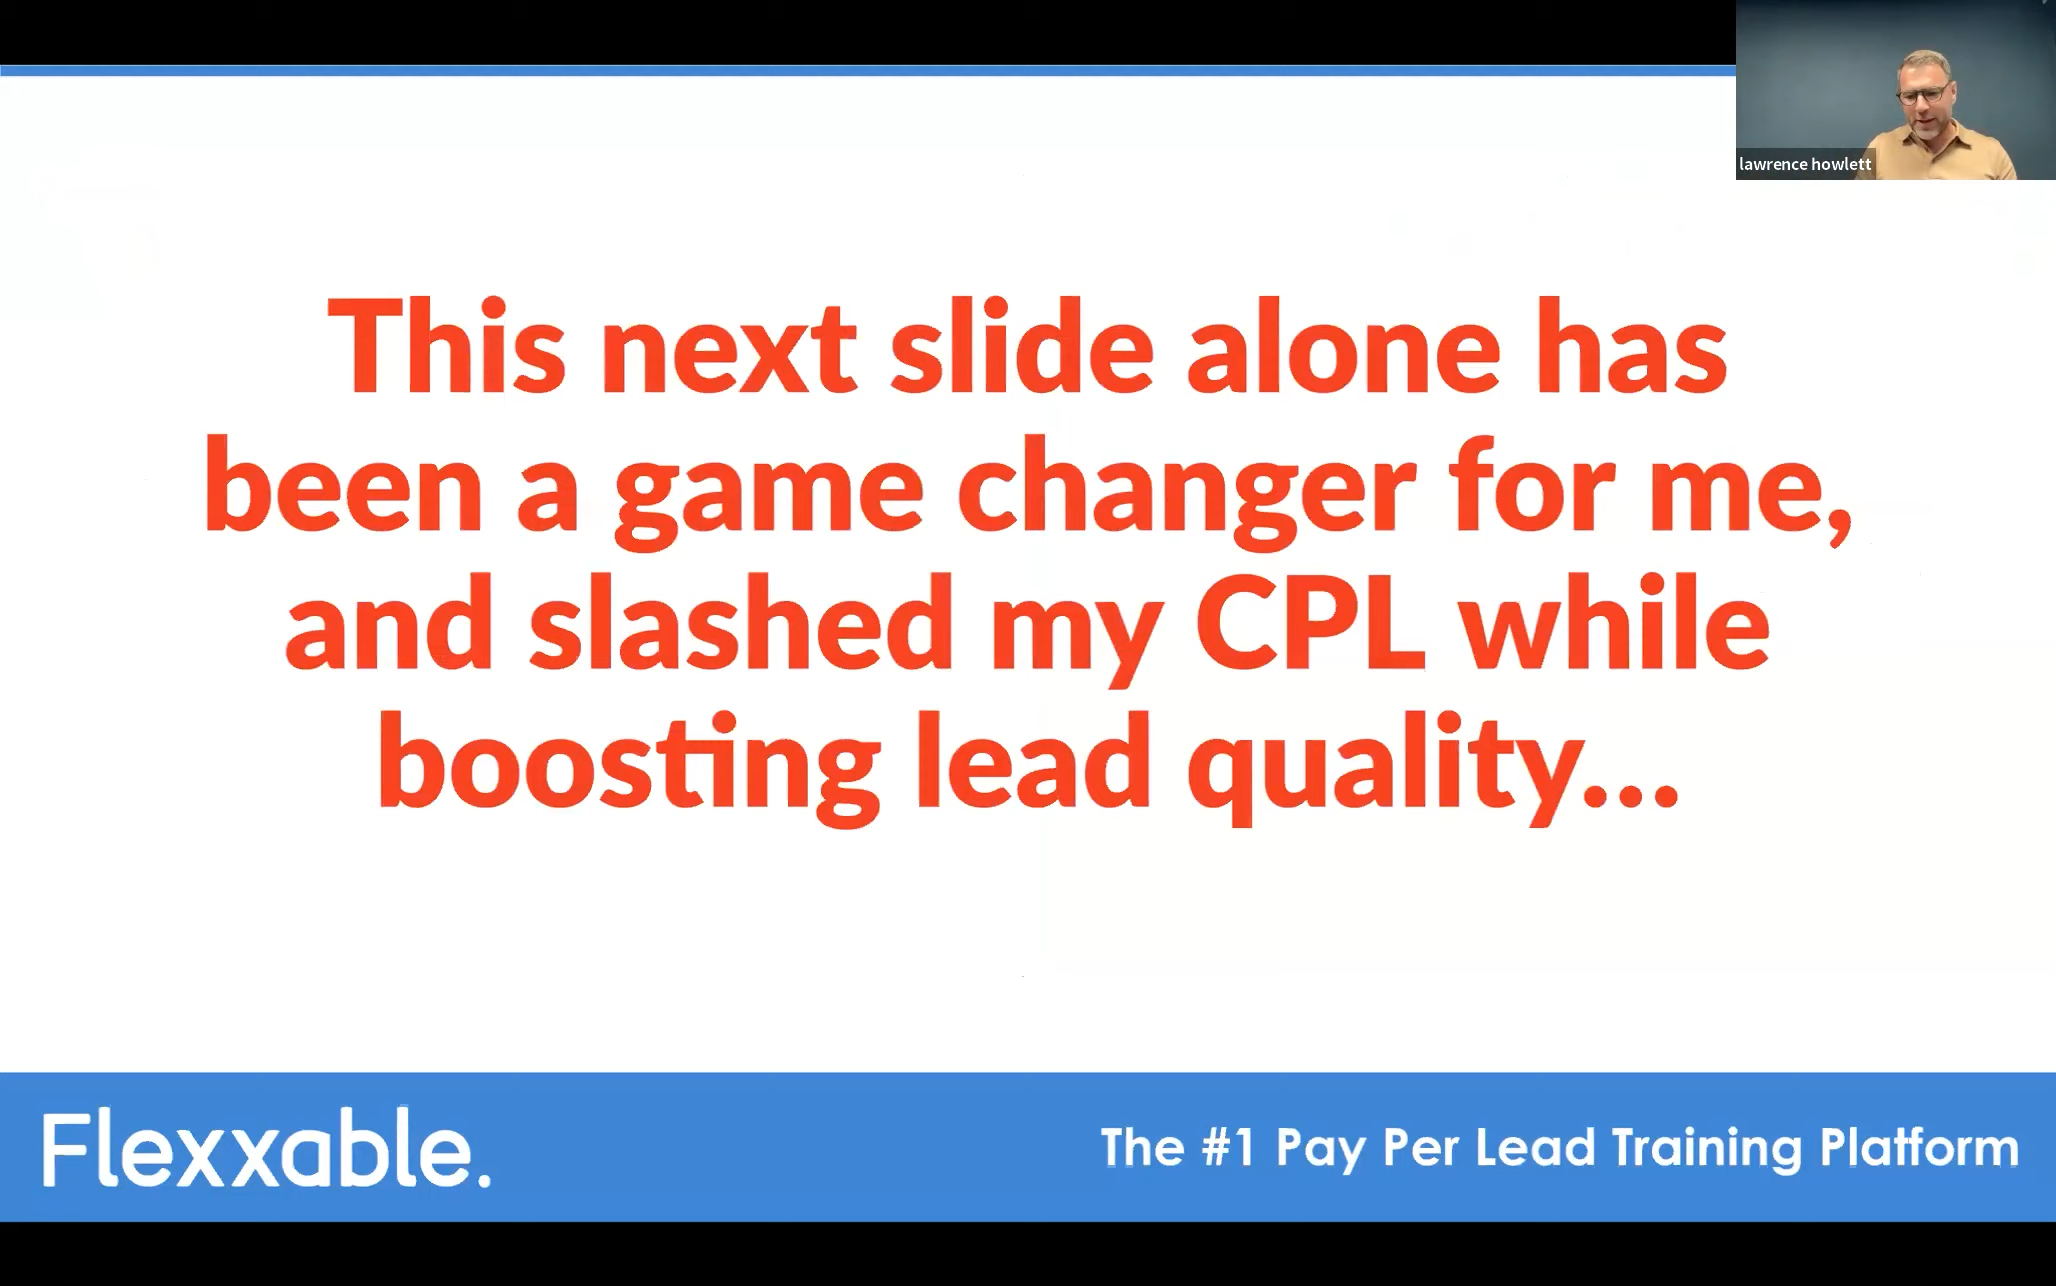 lawrence howlett
This next slide alone has
been a game changer for me,
and slashed my CPL while
boosting lead quality...
Flexxable.
The #1 Pay Per Lead Training Platform